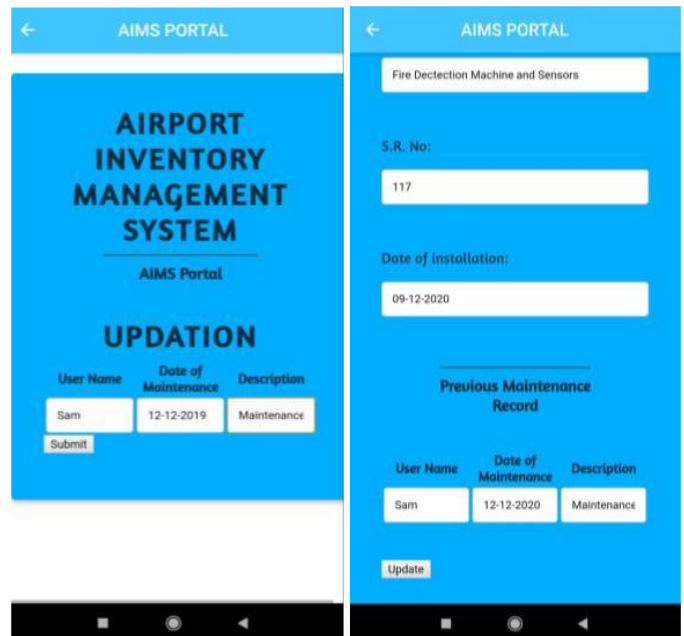 AIMS PORTAL
AIRPORT
INVENTORY
MANAGEMENT
SYSTEM
AIMS Portal
UPDATION
User Name Date of Maintenance Description
Sam 12-12-2019 Maintenance
Submit
AIMS PORTAL
Fire Dectection Machine and Sensors
S.R. No:
117
Date of installation:
09-12-2020
Previous Maintenance
Record
User Name Date of Maintenance Description
Sam 12-12-2020 Maintenance
Update